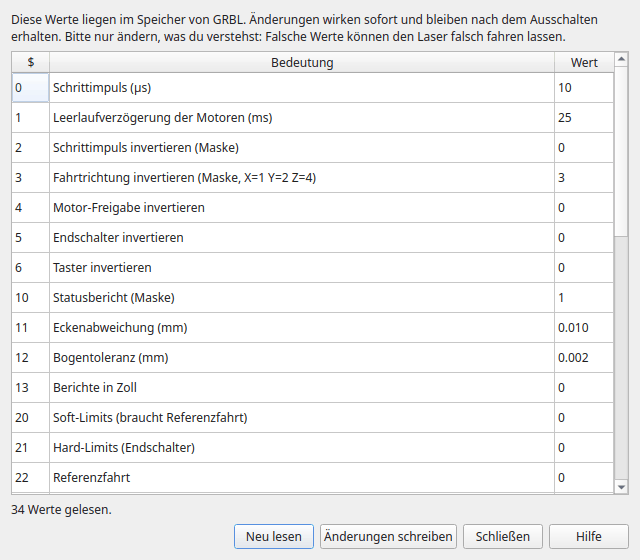 Diese Werte liegen im Speicher von GRBL. Änderungen wirken sofort und bleiben nach dem Ausschalten
erhalten. Bitte nur ändern, was du verstehst: Falsche Werte können den Laser falsch fahren lassen.
$ Bedeutung Wert
0 Schrittimpuls (µs) 10
1 Leerlaufverzögerung der Motoren (ms) 25
2 Schrittimpuls invertieren (Maske) 0
3 Fahrtrichtung invertieren (Maske, X=1 Y=2 Z=4) 3
4 Motor-Freigabe invertieren 0
5 Endschalter invertieren 0
6 Taster invertieren 0
10 Statusbericht (Maske) 1
11 Eckenabweichung (mm) 0.010
12 Bogentoleranz (mm) 0.002
13 Berichte in Zoll 0
20 Soft-Limits (braucht Referenzfahrt) 0
21 Hard-Limits (Endschalter) 0
22 Referenzfahrt 0
34 Werte gelesen.
Neu lesen Änderungen schreiben Schließen Hilfe